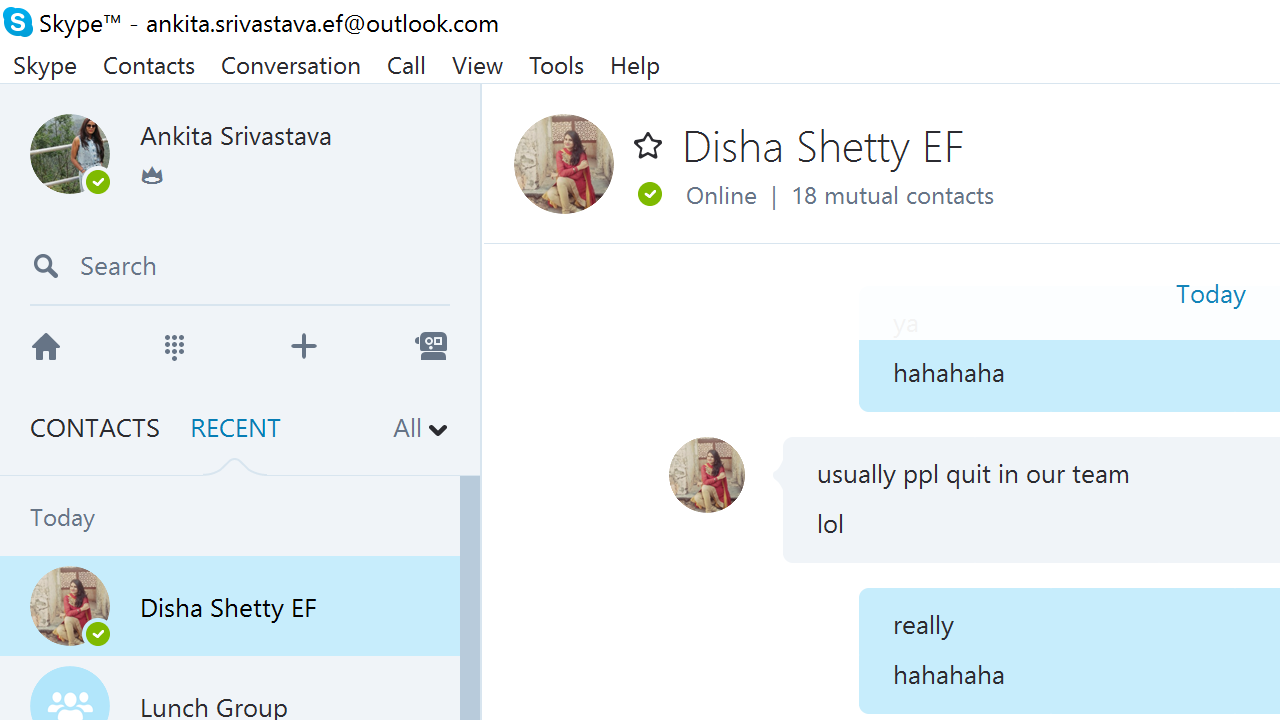 Skype™ - ankita.srivastava.ef@outlook.com
Skype Contacts Conversation Call View Tools Help
Ankita Srivastava
Search
CONTACTS RECENT All
Today
Disha Shetty EF
Lunch Group
Disha Shetty EF
Online | 18 mutual contacts
Today
ya
hahahaha
usually ppl quit in our team
lol
really
hahahaha